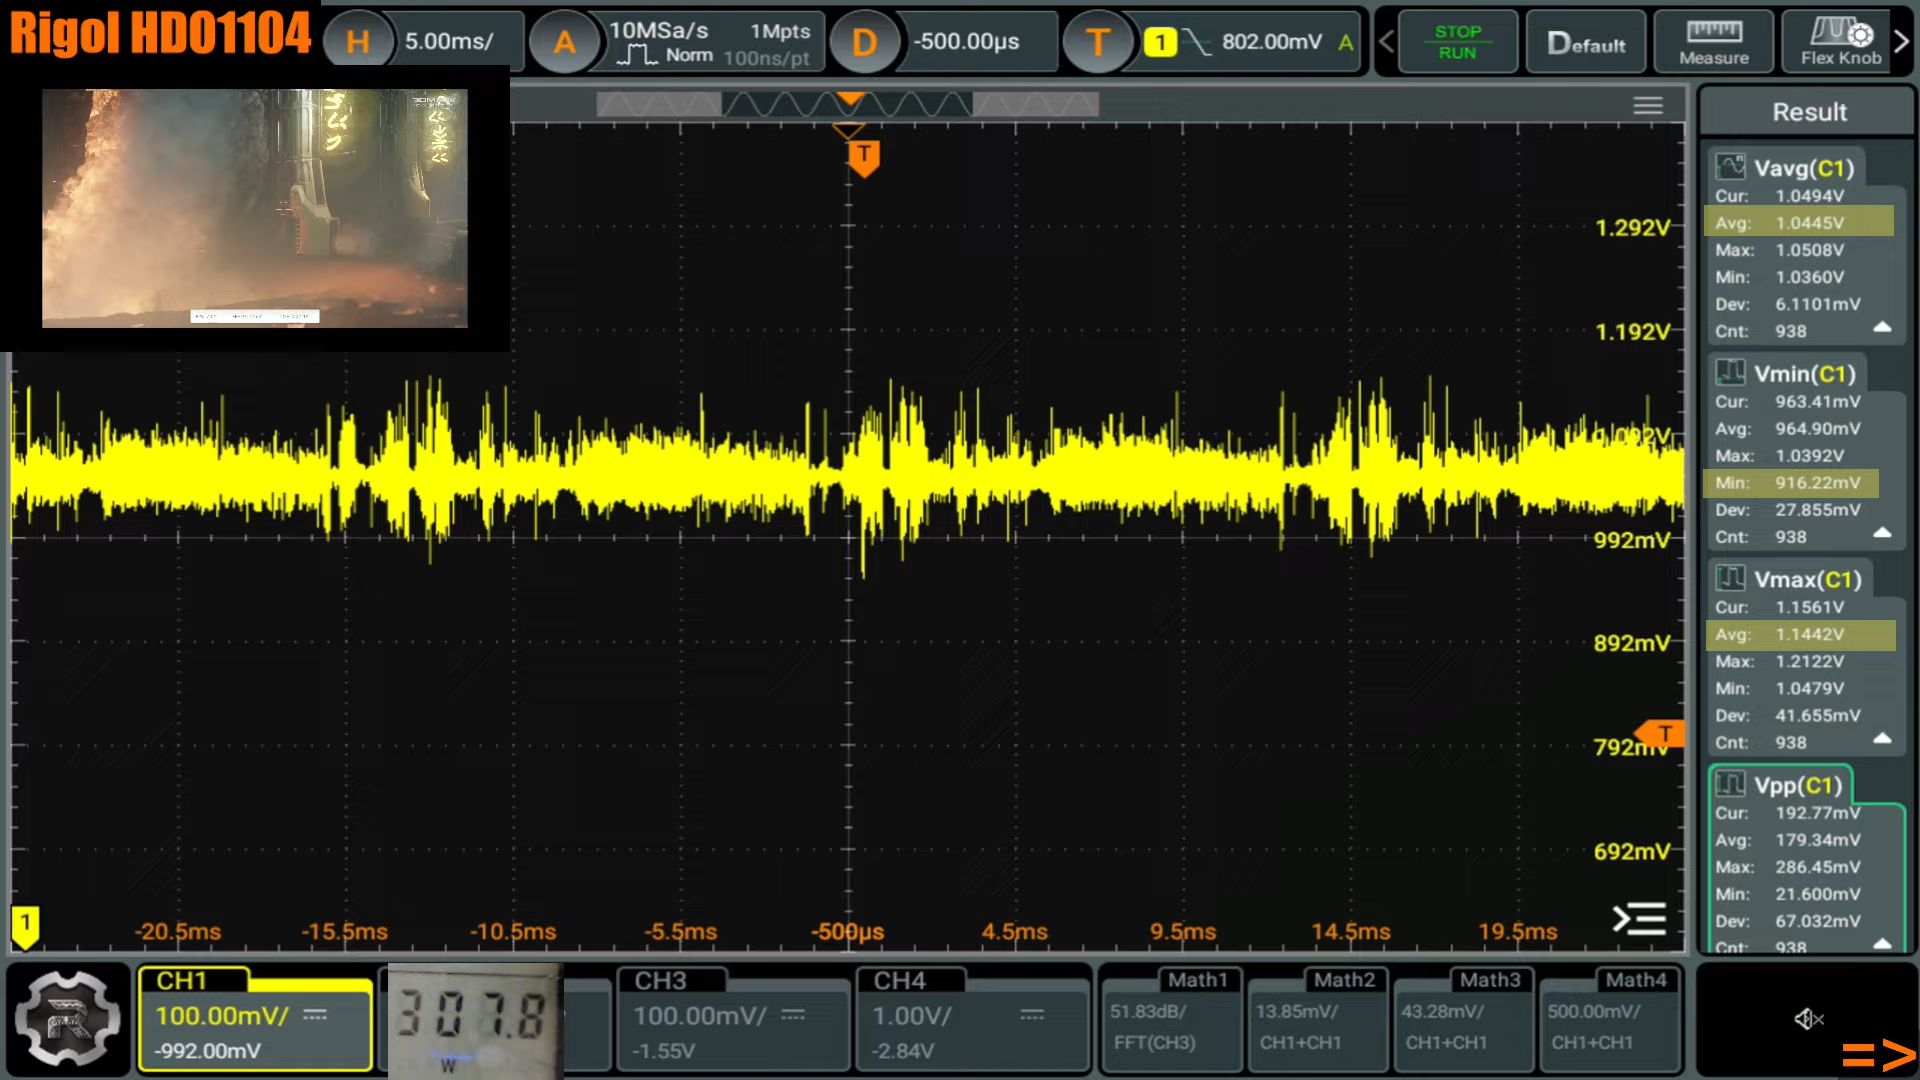 Rigol HDO1104
H
5.00ms/
A
10MSa/s
1Mpts
Norm
100ns/pt
D
-500.00µs
T
1
802.00mV
A
STOP
RUN
Default
Measure
Flex Knob
3DMARK
T
1.292V
1.192V
1.092V
992mV
892mV
792mV
692mV
T
-20.5ms
-15.5ms
-10.5ms
-5.5ms
-500µs
4.5ms
9.5ms
14.5ms
19.5ms
1
Result
Vavg(C1)
Cur: 1.0494V
Avg: 1.0445V
Max: 1.0508V
Min: 1.0360V
Dev: 6.1101mV
Cnt: 938
Vmin(C1)
Cur: 963.41mV
Avg: 964.90mV
Max: 1.0392V
Min: 916.22mV
Dev: 27.855mV
Cnt: 938
Vmax(C1)
Cur: 1.1561V
Avg: 1.1442V
Max: 1.2122V
Min: 1.0479V
Dev: 41.655mV
Cnt: 938
Vpp(C1)
Cur: 192.77mV
Avg: 179.34mV
Max: 286.45mV
Min: 21.600mV
Dev: 67.032mV
Cnt: 938
CH1
100.00mV/
-992.00mV
307.8
W
CH3
100.00mV/
-1.55V
CH4
1.00V/
-2.84V
Math1
51.83dB/
FFT(CH3)
Math2
13.85mV/
CH1+CH1
Math3
43.28mV/
CH1+CH1
Math4
500.00mV/
CH1+CH1
=>